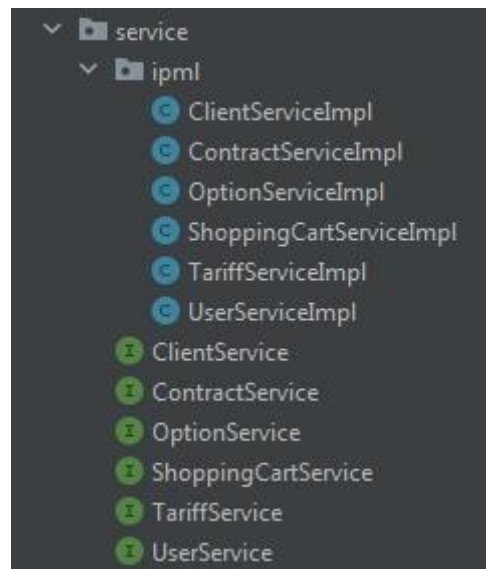 service
ipml
ClientServiceImpl
ContractServiceImpl
OptionServiceImpl
ShoppingCartServiceImpl
TariffServiceImpl
UserServiceImpl
ClientService
ContractService
OptionService
ShoppingCartService
TariffService
UserService